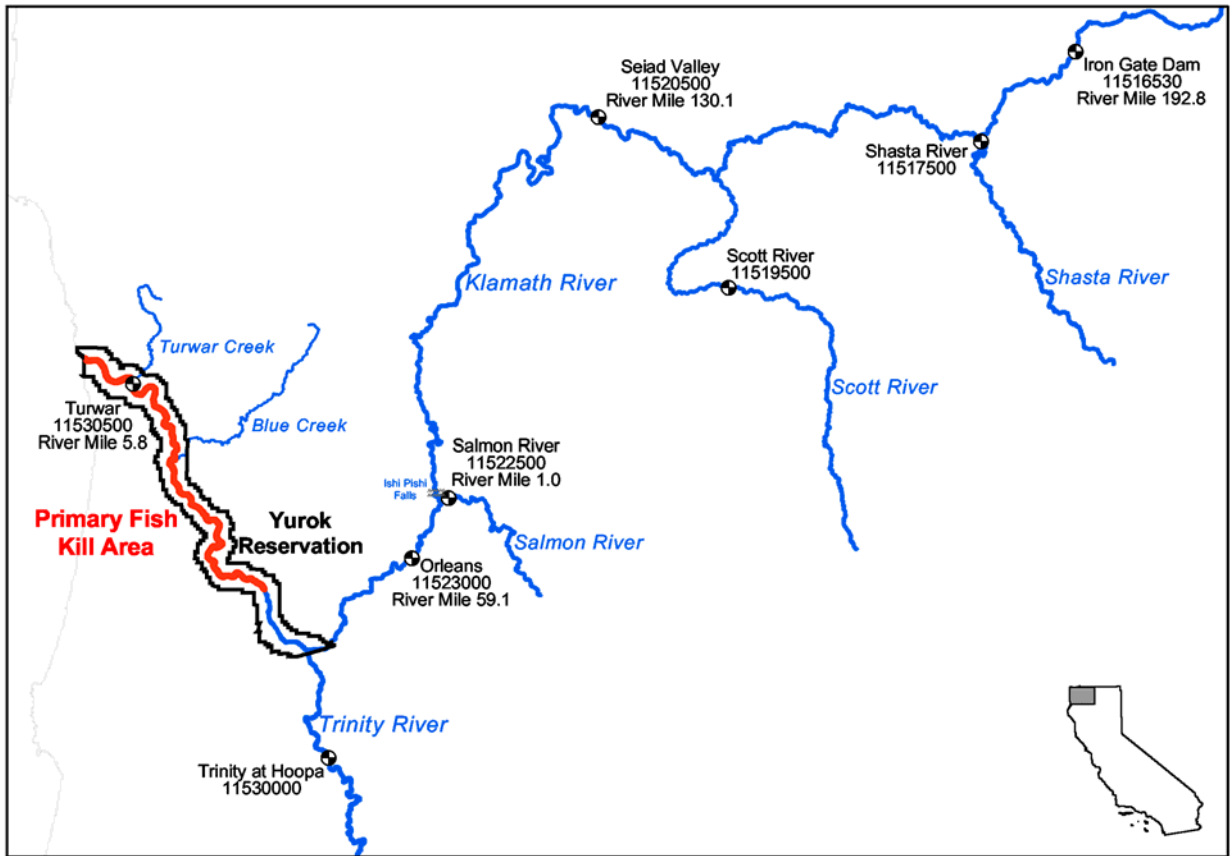 Seiad Valley
11520500
River Mile 130.1
Iron Gate Dam
11516530
River Mile 192.8
Shasta River
11517500
Scott River
11519500
Klamath River
Shasta River
Turwar Creek
Scott River
Turwar
11530500
River Mile 5.8
Blue Creek
Salmon River
11522500
River Mile 1.0
Ishi Pishi
Falls
Primary Fish
Kill Area
Yurok
Reservation
Salmon River
Orleans
11523000
River Mile 59.1
Trinity River
Trinity at Hoopa
11530000